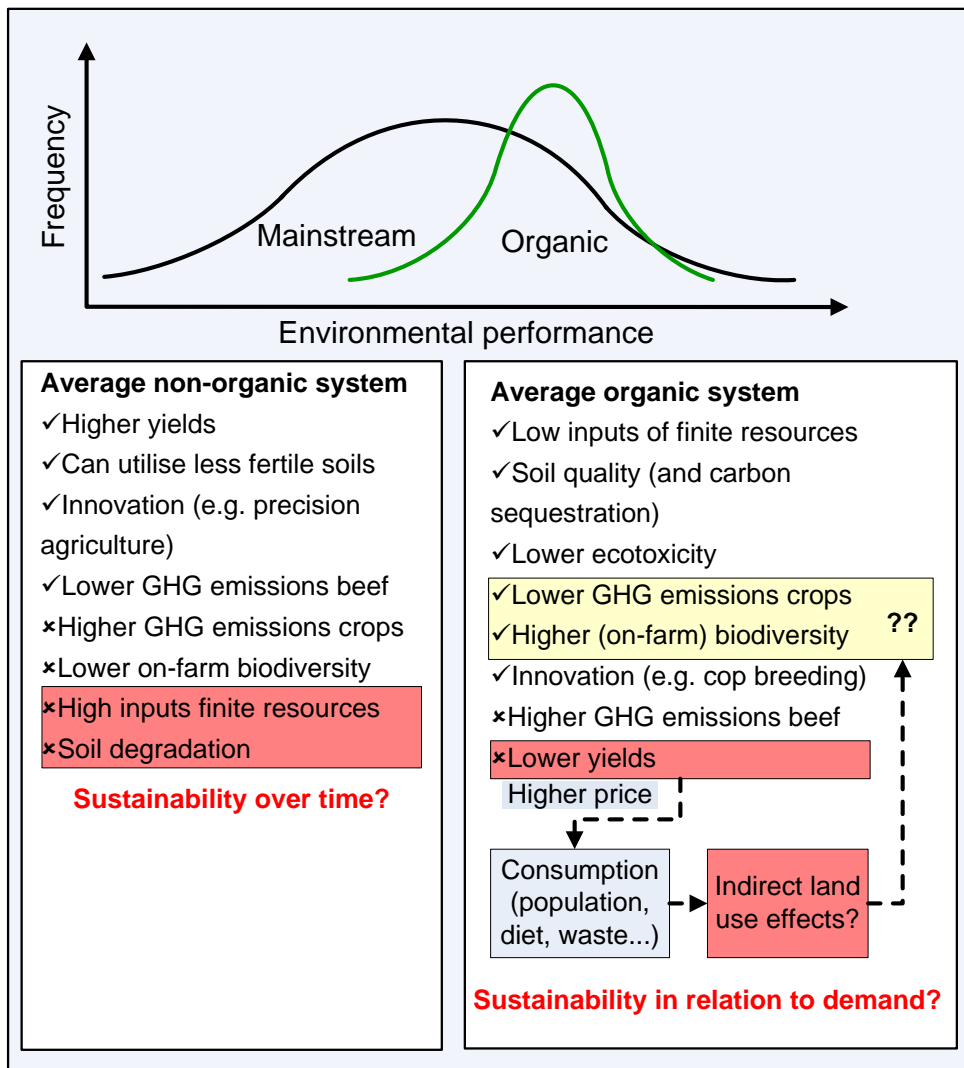 Frequency
Mainstream
Organic
Environmental performance
Average non-organic system
✓Higher yields
✓Can utilise less fertile soils
✓Innovation (e.g. precision
agriculture)
✓Lower GHG emissions beef
×Higher GHG emissions crops
×Lower on-farm biodiversity
×High inputs finite resources
×Soil degradation
Sustainability over time?
Average organic system
✓Low inputs of finite resources
✓Soil quality (and carbon
sequestration)
✓Lower ecotoxicity
✓Lower GHG emissions crops
✓Higher (on-farm) biodiversity
??
✓Innovation (e.g. cop breeding)
×Higher GHG emissions beef
×Lower yields
Higher price
Consumption
(population,
diet, waste...)
Indirect land
use effects?
Sustainability in relation to demand?